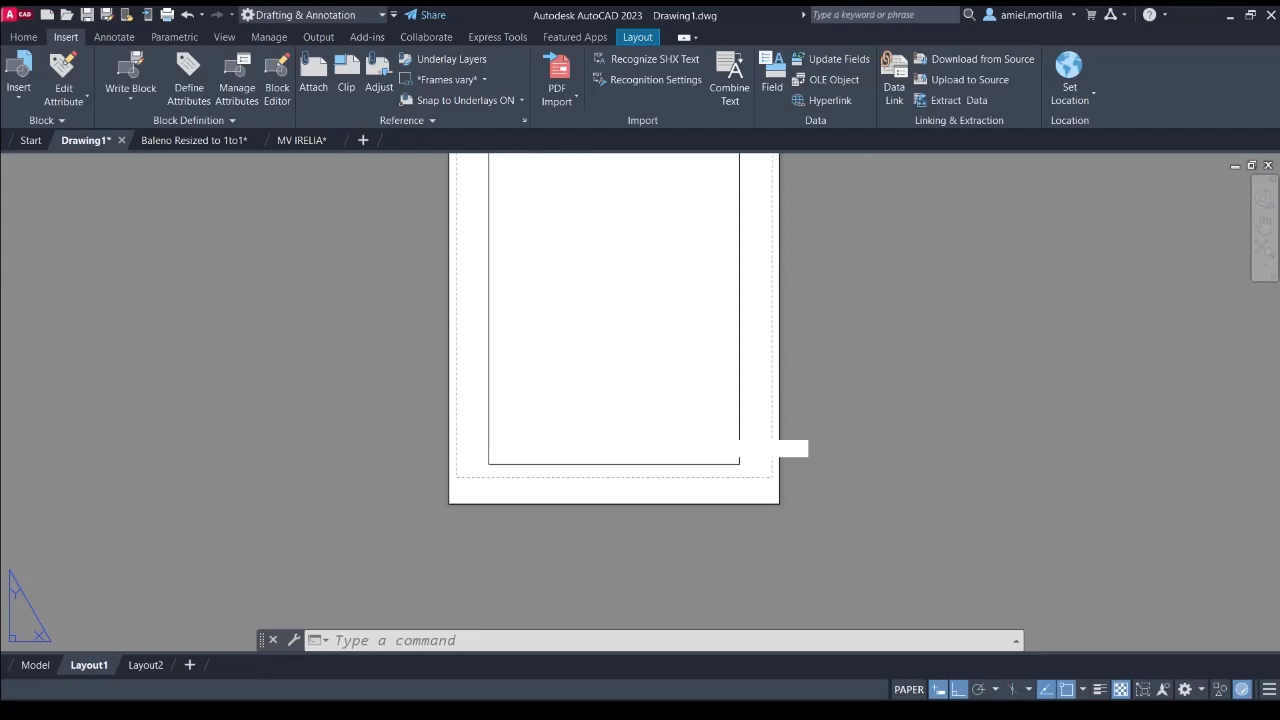 CAD
Drafting & Annotation
Share
Autodesk AutoCAD 2023 Drawing1.dwg
Type a keyword or phrase
amiel.mortilla
Home Insert Annotate Parametric View Manage Output Add-ins Collaborate Express Tools Featured Apps Layout
Insert
Edit
Attribute
Write Block
Define
Attributes
Manage
Attributes
Block
Editor
Attach
Clip
Adjust
Underlay Layers
*Frames vary*
Snap to Underlays ON
PDF
Import
Recognize SHX Text
Recognition Settings
Combine
Text
Field
Update Fields
OLE Object
Hyperlink
Data
Link
Download from Source
Upload to Source
Extract Data
Set
Location
Block
Block Definition
Reference
Import
Data
Linking & Extraction
Location
Start Drawing1* Baleno Resized to 1to1* MV IRELIA*
Y
X
Type a command
Model Layout1 Layout2
PAPER